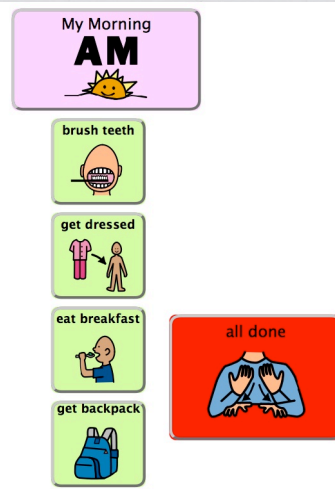 My Morning
AM
brush teeth
get dressed
eat breakfast
get backpack
all done